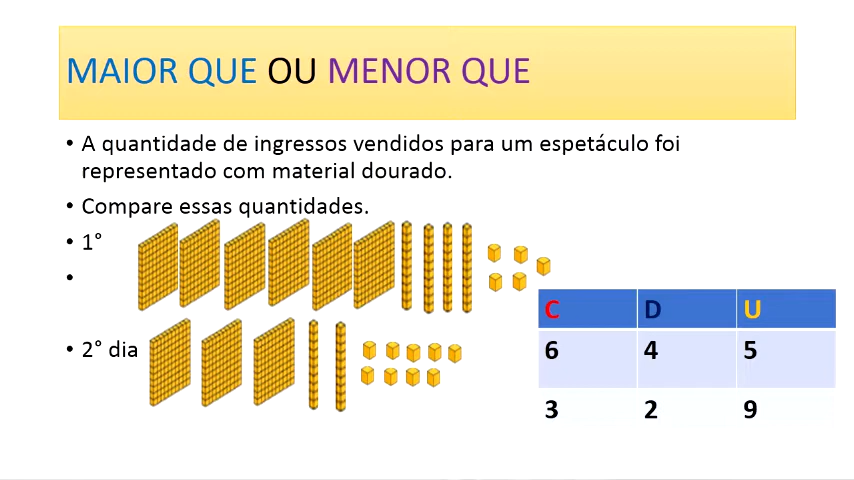 MAIOR QUE OU MENOR QUE
• A quantidade de ingressos vendidos para um espetáculo foi
representado com material dourado.
• Compare essas quantidades.
• 1°
•
• 2° dia
C D U
6 4 5
3 2 9